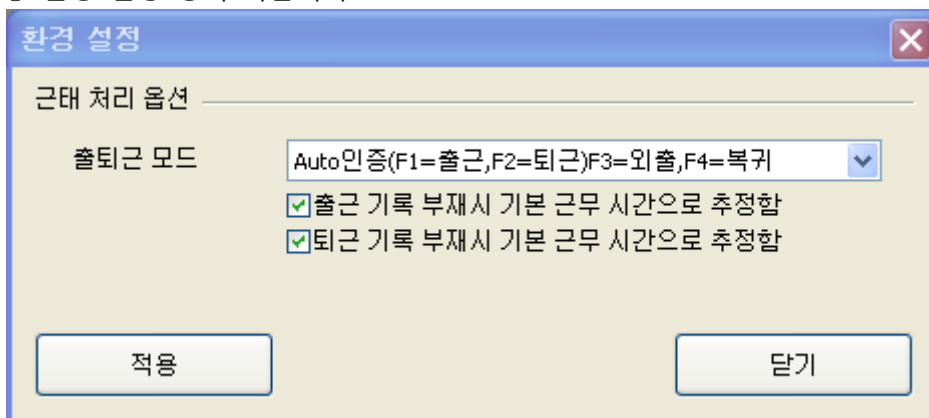 환경 설정
근태 처리 옵션
출퇴근 모드 Auto인증(F1=출근,F2=퇴근)F3=외출,F4=복귀
출근 기록 부재시 기본 근무 시간으로 추정함
퇴근 기록 부재시 기본 근무 시간으로 추정함
적용 닫기